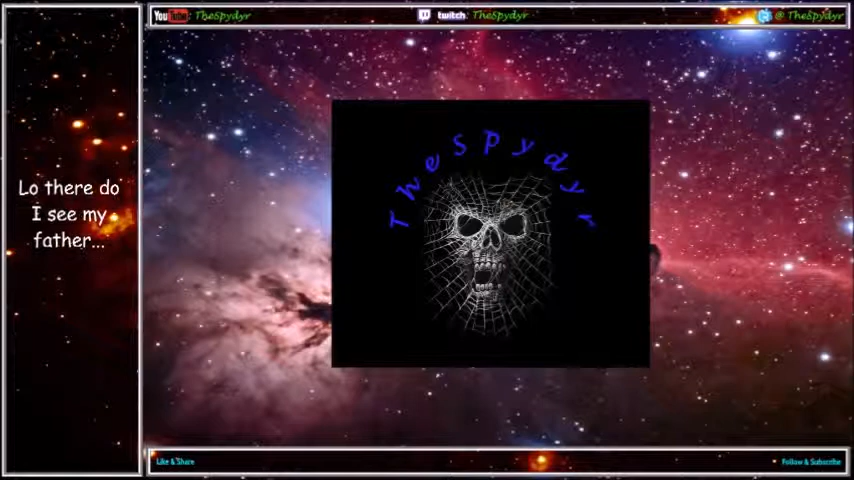 YouTube: TheSpydyr
twitch: TheSpydyr
@ TheSpydyr
TheSpydyr
Lo there do
I see my
father...
Like & Share
Follow & Subscribe